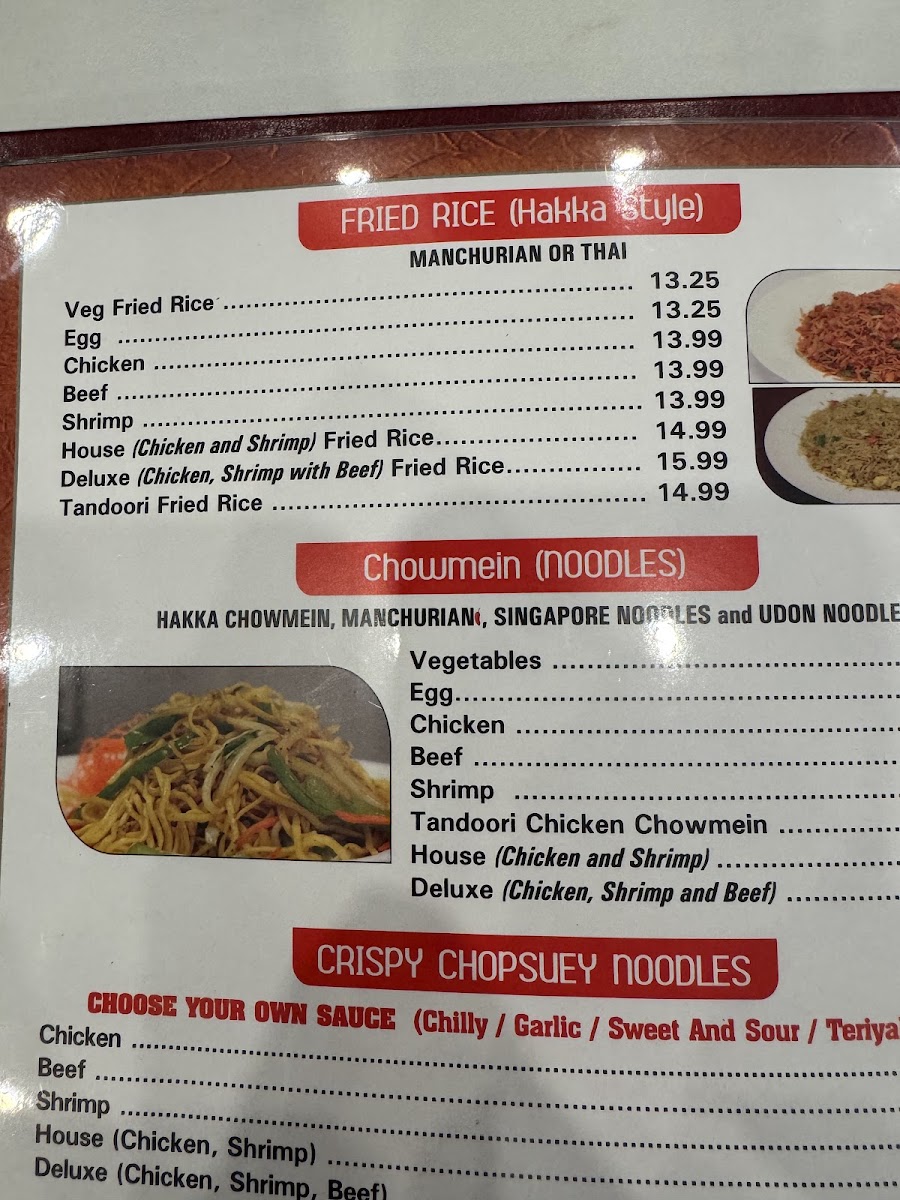 FRIED RICE (Hakka Style)
MANCHURIAN OR THAI
Veg Fried Rice ........................ 13.25
Egg ........................ 13.25
Chicken ........................ 13.99
Beef ........................ 13.99
Shrimp ........................ 13.99
House (Chicken and Shrimp) Fried Rice........................ 14.99
Deluxe (Chicken, Shrimp with Beef) Fried Rice................ 15.99
Tandoori Fried Rice ........................ 14.99
Chowmein (NOODLES)
HAKKA CHOWMEIN, MANCHURIAN, SINGAPORE NOODLES and UDON NOODLE
Vegetables ........................
Egg........................
Chicken ........................
Beef ........................
Shrimp ........................
Tandoori Chicken Chowmein ............
House (Chicken and Shrimp) ................
Deluxe (Chicken, Shrimp and Beef) ............
CRISPY CHOPSUEY NOODLES
CHOOSE YOUR OWN SAUCE (Chilly / Garlic / Sweet And Sour / Teriya
Chicken ........................
Beef ........................
Shrimp ........................
House (Chicken, Shrimp) ........................
Deluxe (Chicken, Shrimp, Beef)